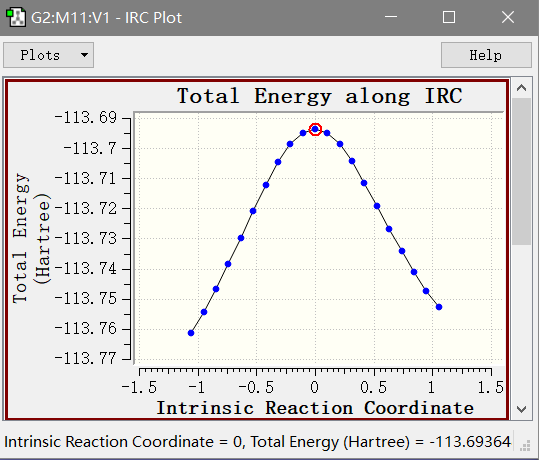 G2:M11:V1 - IRC Plot
Plots
Help
Total Energy along IRC
Total Energy
(Hartree)
-113.69
-113.7
-113.71
-113.72
-113.73
-113.74
-113.75
-113.76
-113.77
-1.5 -1 -0.5 0 0.5 1 1.5
Intrinsic Reaction Coordinate
Intrinsic Reaction Coordinate = 0, Total Energy (Hartree) = -113.69364